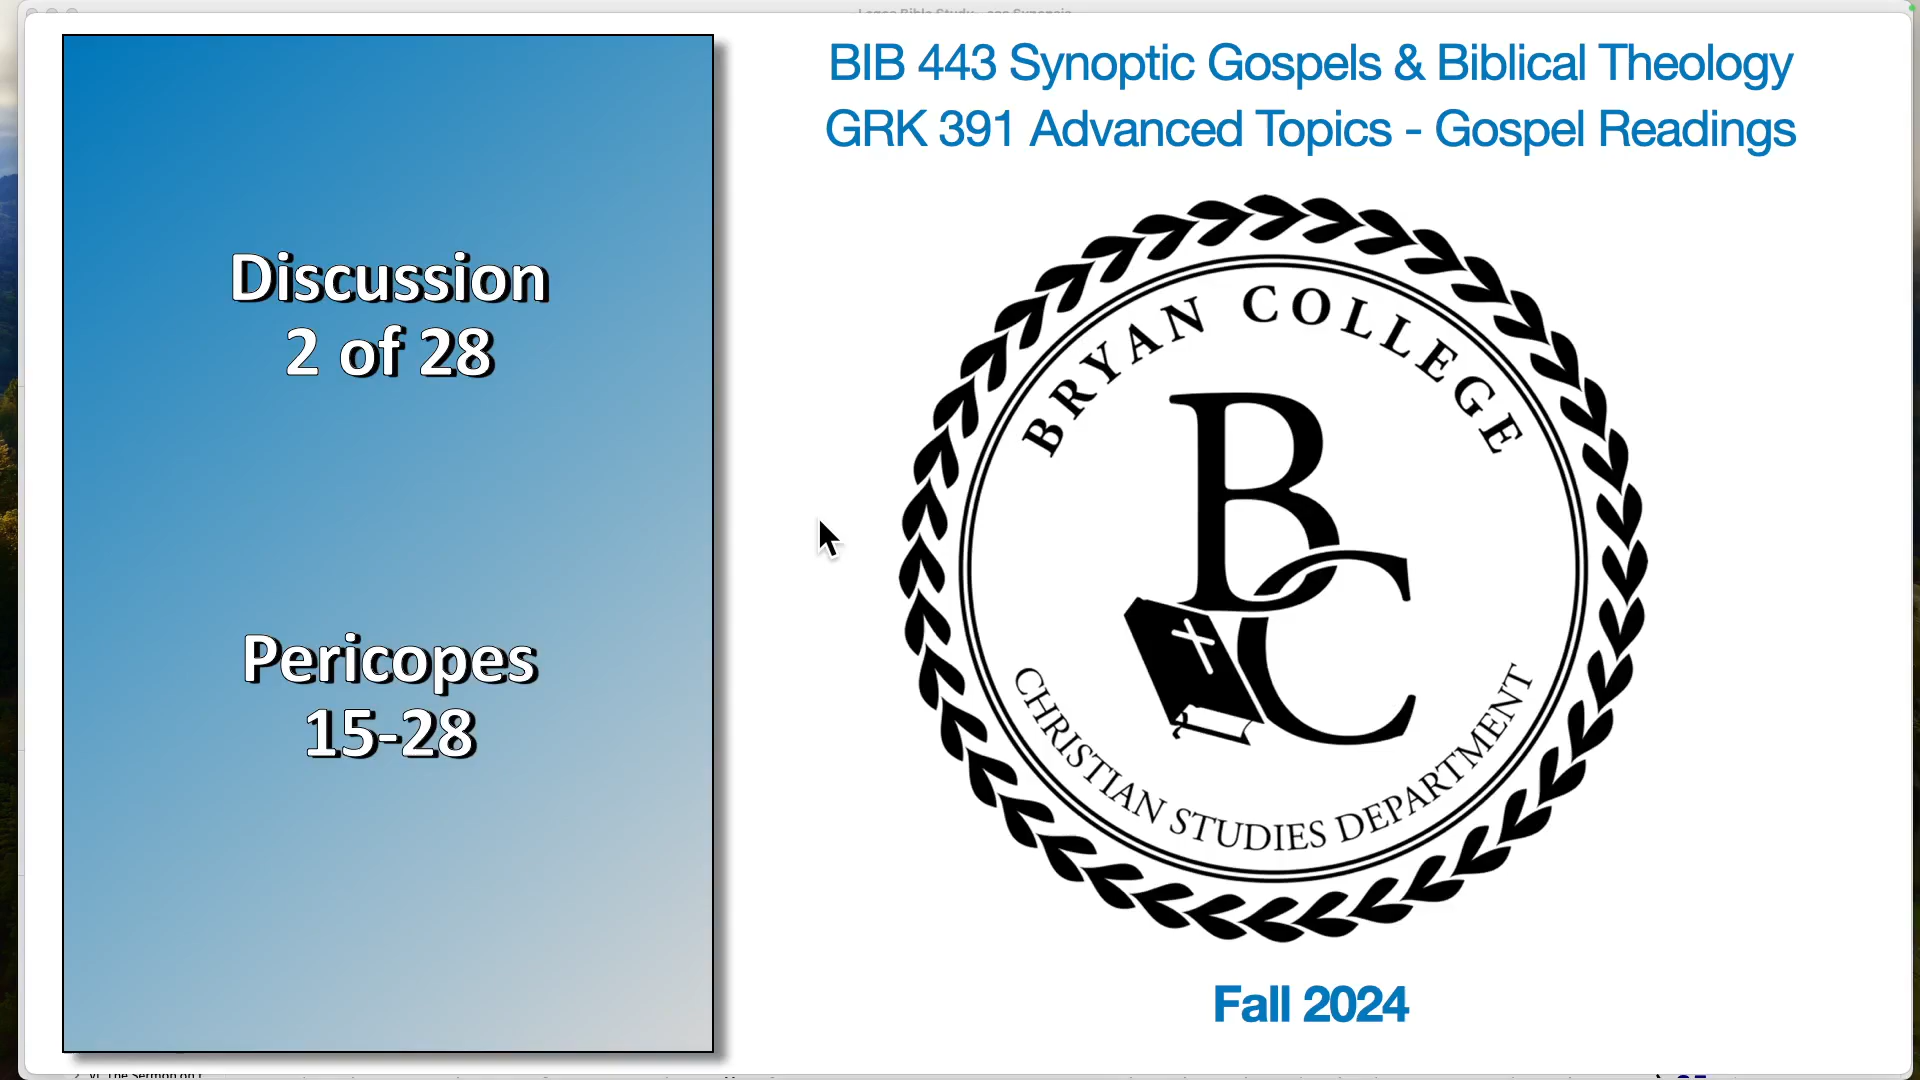 Discussion
2 of 28
Pericopes
15-28
BIB 443 Synoptic Gospels & Biblical Theology
GRK 391 Advanced Topics - Gospel Readings
BRYAN COLLEGE
BC
CHRISTIAN STUDIES DEPARTMENT
Fall 2024